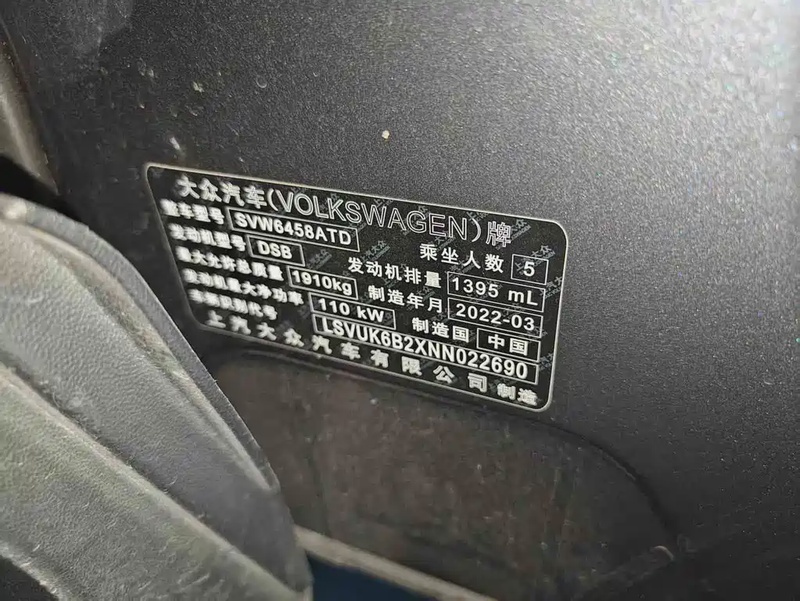 大众汽车(VOLKSWAGEN)牌
整车型号 SVW6458ATD 乘坐人数 5
发动机型号 DSB 发动机排量 1395 mL
最大允许总质量 1910kg 制造年月 2022-03
发动机最大净功率 110 kW 制造国 中国
车辆识别代号 LSVUK6B2XNN022690
上汽大众汽车有限公司制造